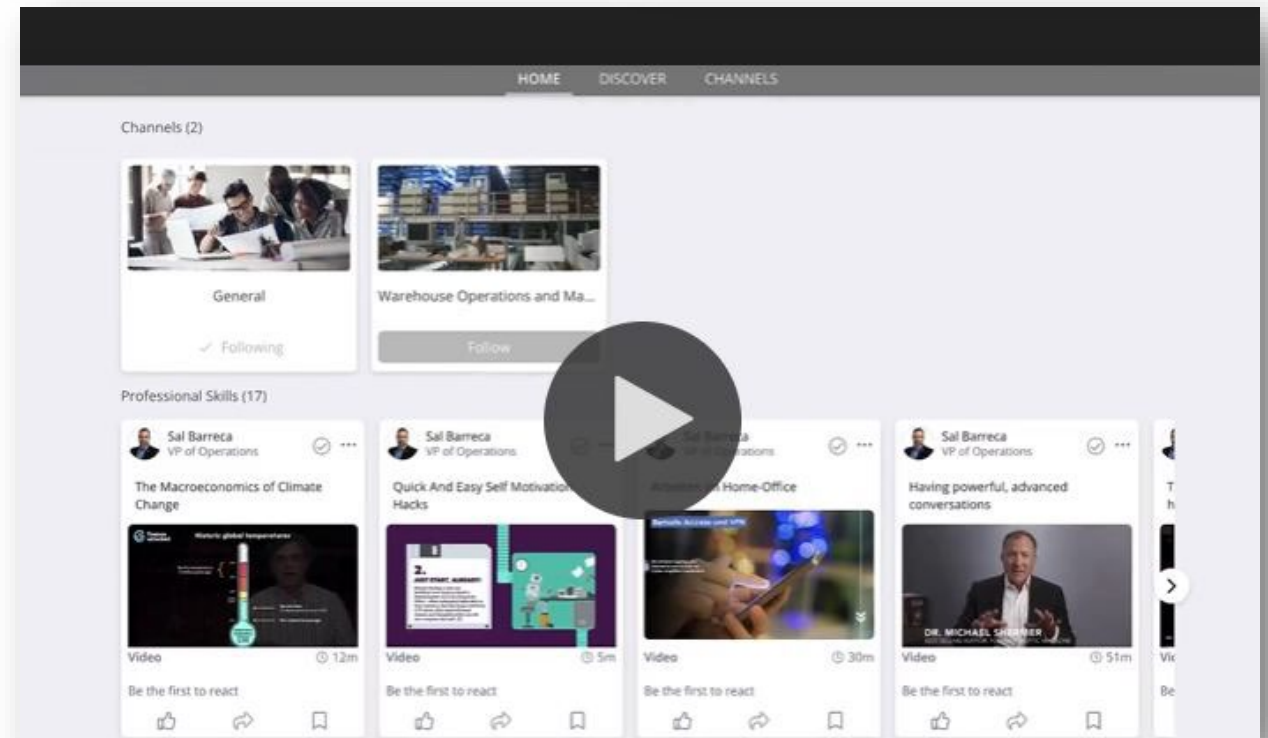 HOME DISCOVER CHANNELS
Channels (2)
General
Warehouse Operations and Ma...
Following
Follow
Professional Skills (17)
Sal Barreca
VP of Operations
The Macroeconomics of Climate
Change
Historic global temperatures
Video
12m
Be the first to react
Sal Barreca
VP of Operations
Quick And Easy Self Motivation
Hacks
2.
JUST START, ALREADY!
Video
5m
Be the first to react
Barreca
Operations
Home-Office
Video
30m
Be the first to react
Sal Barreca
VP of Operations
Having powerful, advanced
conversations
DR. MICHAEL SHERMER
Video
51m
Be the first to react
T
h
Vi
Be